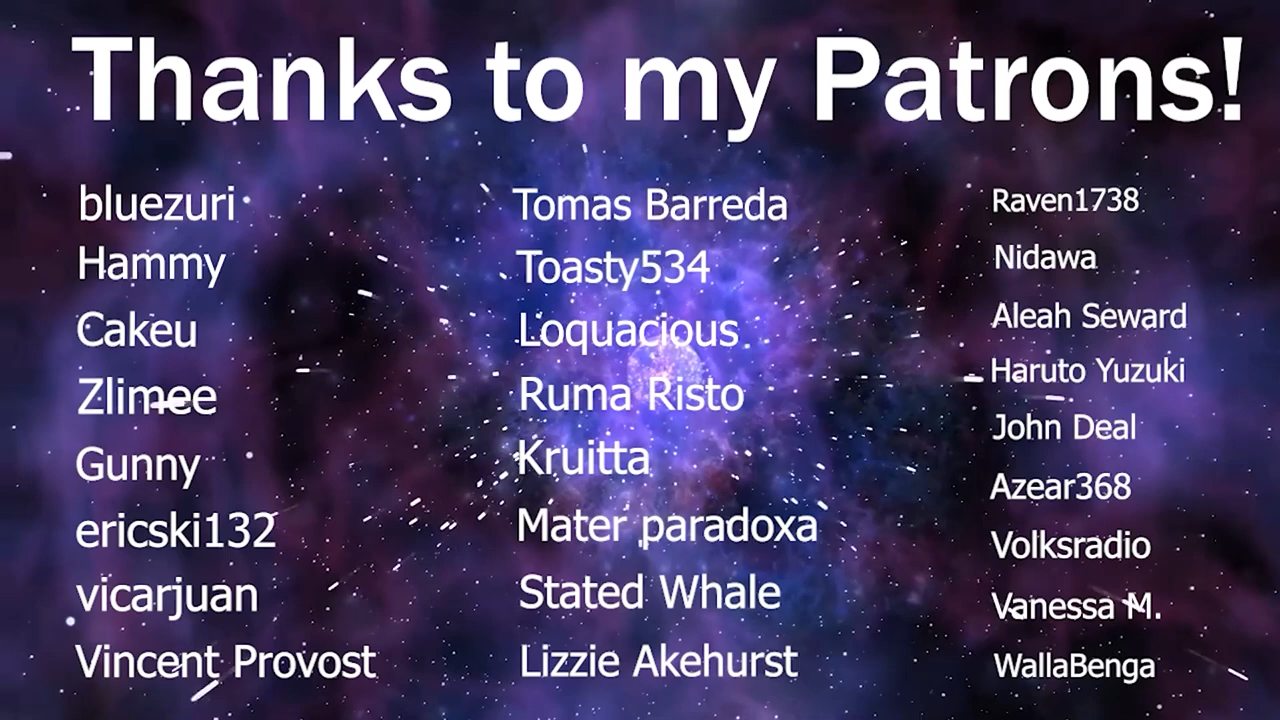 Thanks to my Patrons!
bluezuri
Hammy
Cakeu
Zlimee
Gunny
ericski132
vicarjuan
Vincent Provost
Tomas Barreda
Toasty534
Loquacious
Ruma Risto
Kruitta
Mater paradoxa
Stated Whale
Lizzie Akehurst
Raven1738
Nidawa
Aleah Seward
Haruto Yuzuki
John Deal
Azear368
Volksradio
Vanessa M.
WallaBenga